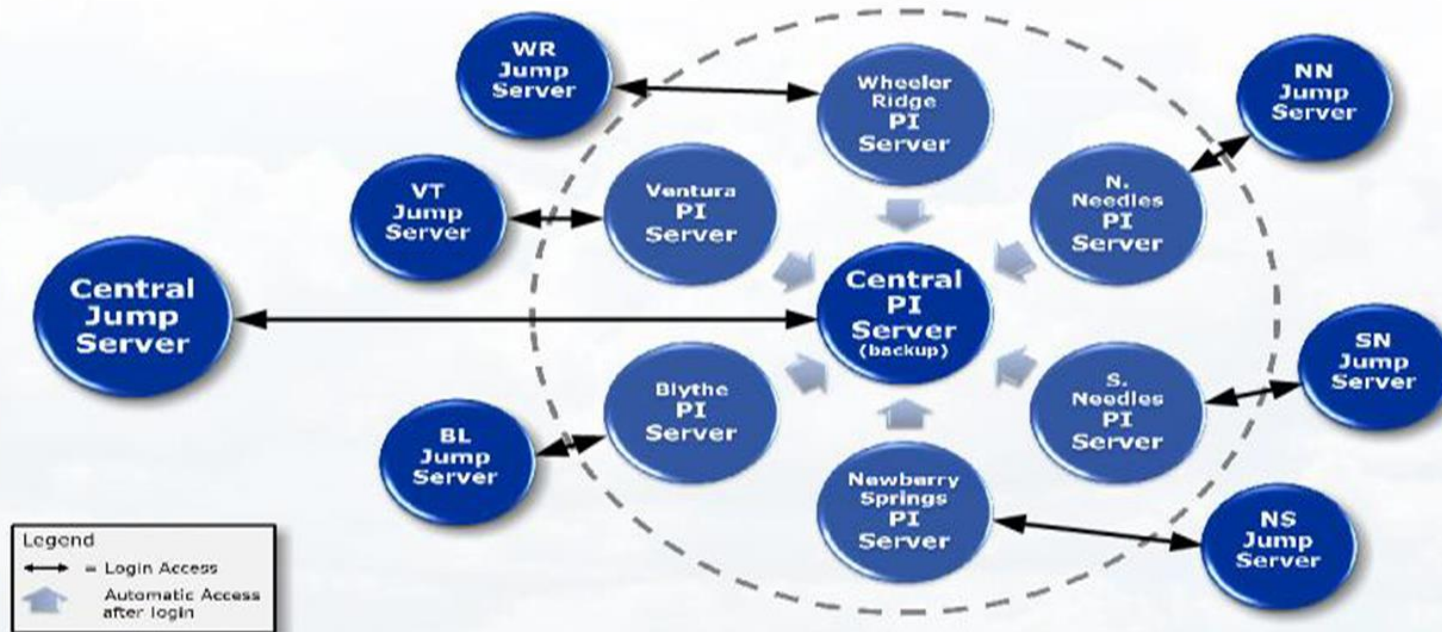 WR
Jump
Server
Wheeler
Ridge
PI
Server
NN
Jump
Server
VT
Jump
Server
Ventura
PI
Server
N.
Needles
PI
Server
Central
Jump
Server
Central
PI
Server
(backup)
SN
Jump
Server
Blythe
PI
Server
S.
Needles
PI
Server
BL
Jump
Server
Newberry
Springs
PI
Server
NS
Jump
Server
Legend
= Login Access
Automatic Access
after login